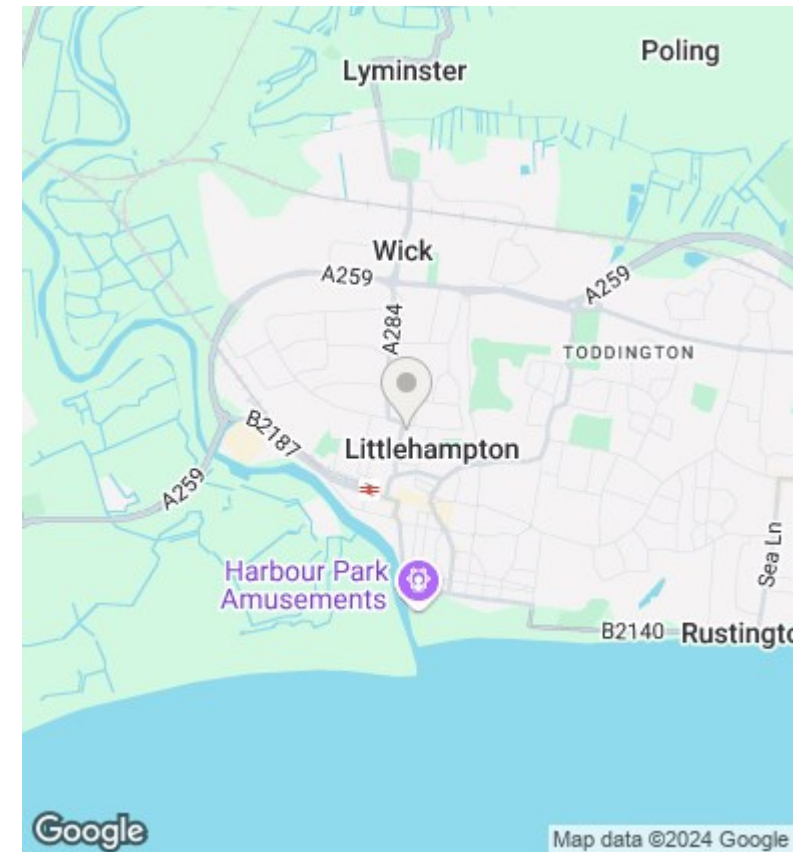 Poling
Lyminster
Wick
A259
A259
A284
TODDINGTON
Littlehampton
B2187
A259
Sea Ln
Harbour Park
Amusements
B2140
Rustingto
Google
Map data ©2024 Google